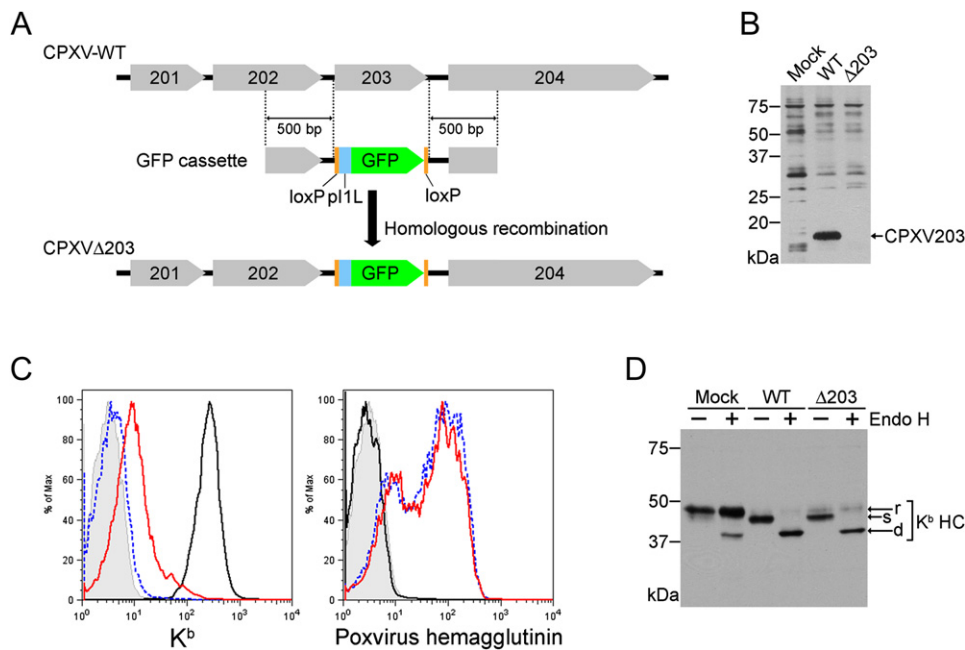 A
CPXV-WT
201 202 203 204
500 bp 500 bp
GFP cassette GFP
loxP pI1L loxP
Homologous recombination
CPXVΔ203
201 202 GFP 204
B
Mock WT Δ203
75
50
37
25
20
kDa
←CPXV203
C
% of Max
100
80
60
40
20
0
10⁰ 10¹ 10² 10³ 10⁴
Kᵇ
% of Max
100
80
60
40
20
0
10⁰ 10¹ 10² 10³ 10⁴
Poxvirus hemagglutinin
D
Mock WT Δ203
− + − + − + Endo H
75
50
37
kDa
r
s
d
Kᵇ HC